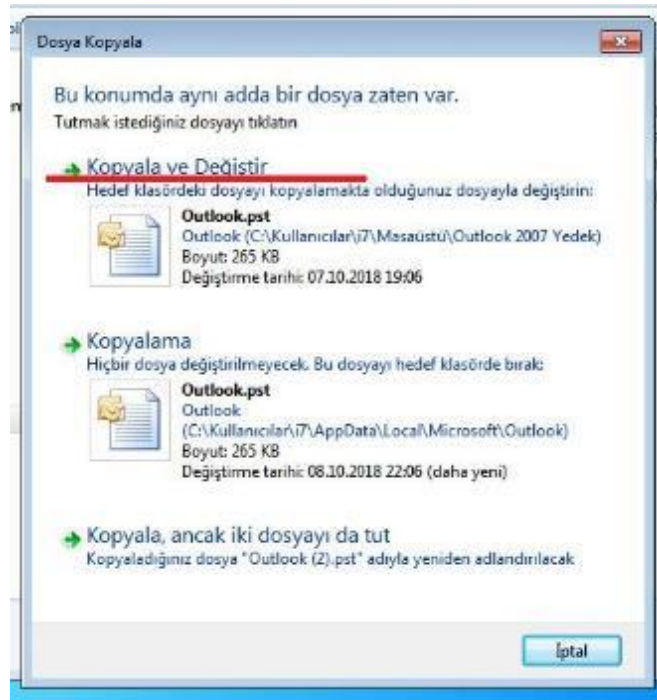 Dosya Kopyala
Bu konumda aynı adda bir dosya zaten var.
Tutmak istediğiniz dosyayı tıklatın
Kopyala ve Değiştir
Hedef klasördeki dosyayı kopyalamakta olduğunuz dosyayla değiştirin:
Outlook.pst
Outlook (C:\Kullanıcılar\i7\Masaüstü\Outlook 2007 Yedek)
Boyut: 265 KB
Değiştirme tarihi: 07.10.2018 19:06
Kopyalama
Hiçbir dosya değiştirilmeyecek. Bu dosyayı hedef klasörde bırak:
Outlook.pst
Outlook
(C:\Kullanıcılar\i7\AppData\Local\Microsoft\Outlook)
Boyut: 265 KB
Değiştirme tarihi: 08.10.2018 22:06 (daha yeni)
Kopyala, ancak iki dosyayı da tut
Kopyaladığınız dosya "Outlook (2).pst" adıyla yeniden adlandırılacak
İptal